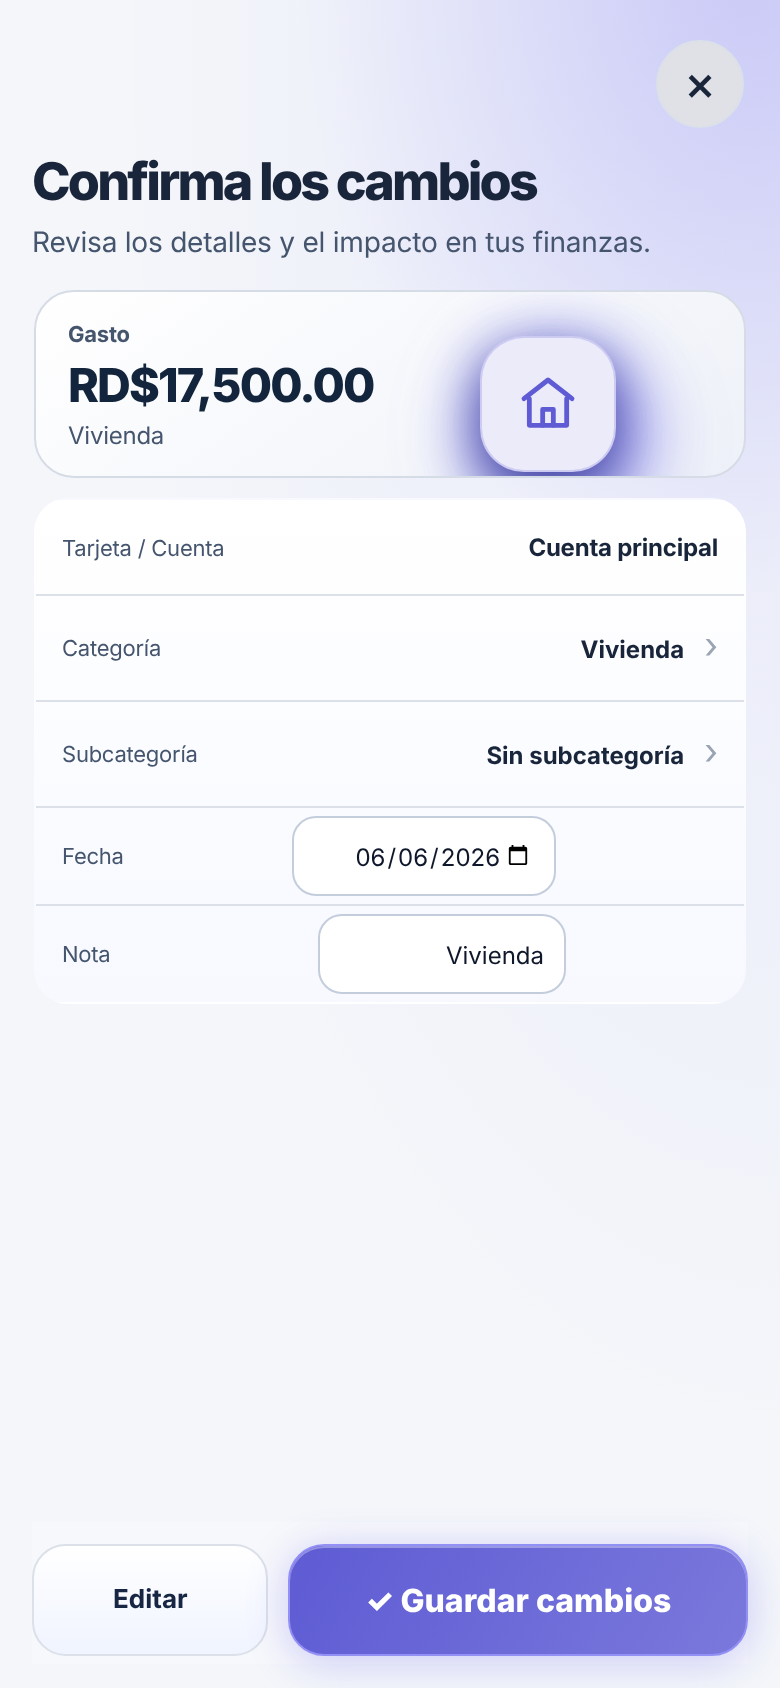 ×
Confirma los cambios
Revisa los detalles y el impacto en tus finanzas.
Gasto
RD$17,500.00
Vivienda
Tarjeta / Cuenta Cuenta principal
Categoría Vivienda ›
Subcategoría Sin subcategoría ›
Fecha 06/06/2026
Nota Vivienda
Editar ✓ Guardar cambios